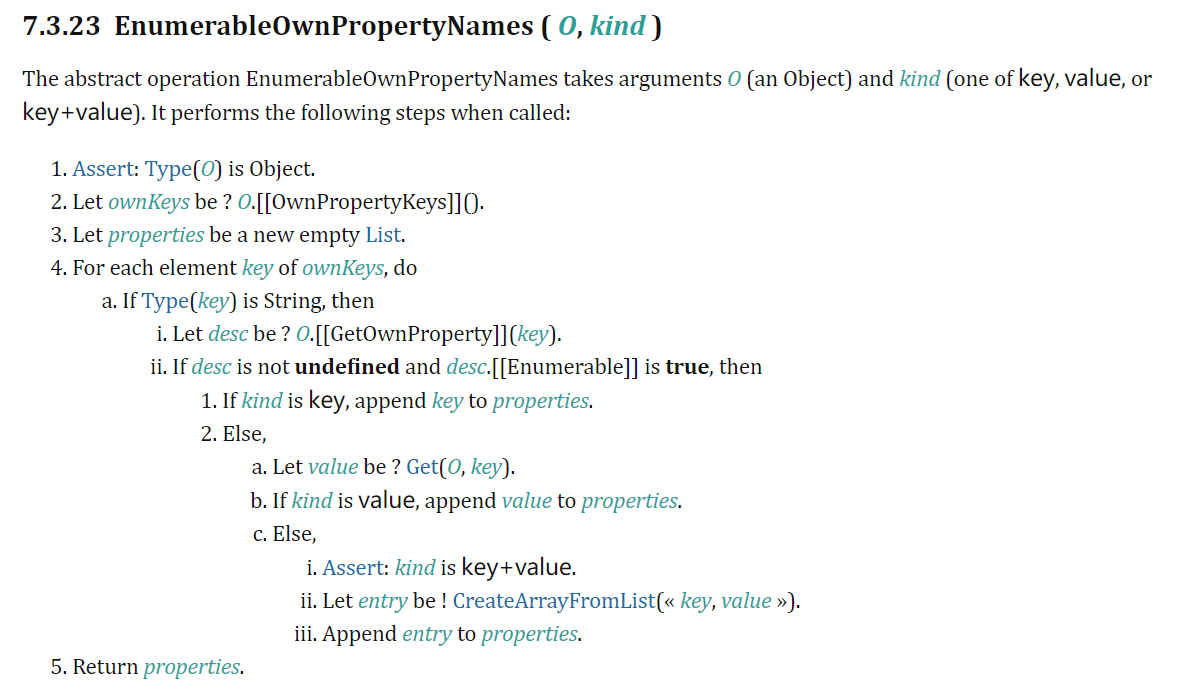 7.3.23 EnumerableOwnPropertyNames ( O, kind )
The abstract operation EnumerableOwnPropertyNames takes arguments O (an Object) and kind (one of key, value, or
key+value). It performs the following steps when called:
1. Assert: Type(O) is Object.
2. Let ownKeys be ? O.[[OwnPropertyKeys]]().
3. Let properties be a new empty List.
4. For each element key of ownKeys, do
a. If Type(key) is String, then
i. Let desc be ? O.[[GetOwnProperty]](key).
ii. If desc is not undefined and desc.[[Enumerable]] is true, then
1. If kind is key, append key to properties.
2. Else,
a. Let value be ? Get(O, key).
b. If kind is value, append value to properties.
c. Else,
i. Assert: kind is key+value.
ii. Let entry be ! CreateArrayFromList(« key, value »).
iii. Append entry to properties.
5. Return properties.